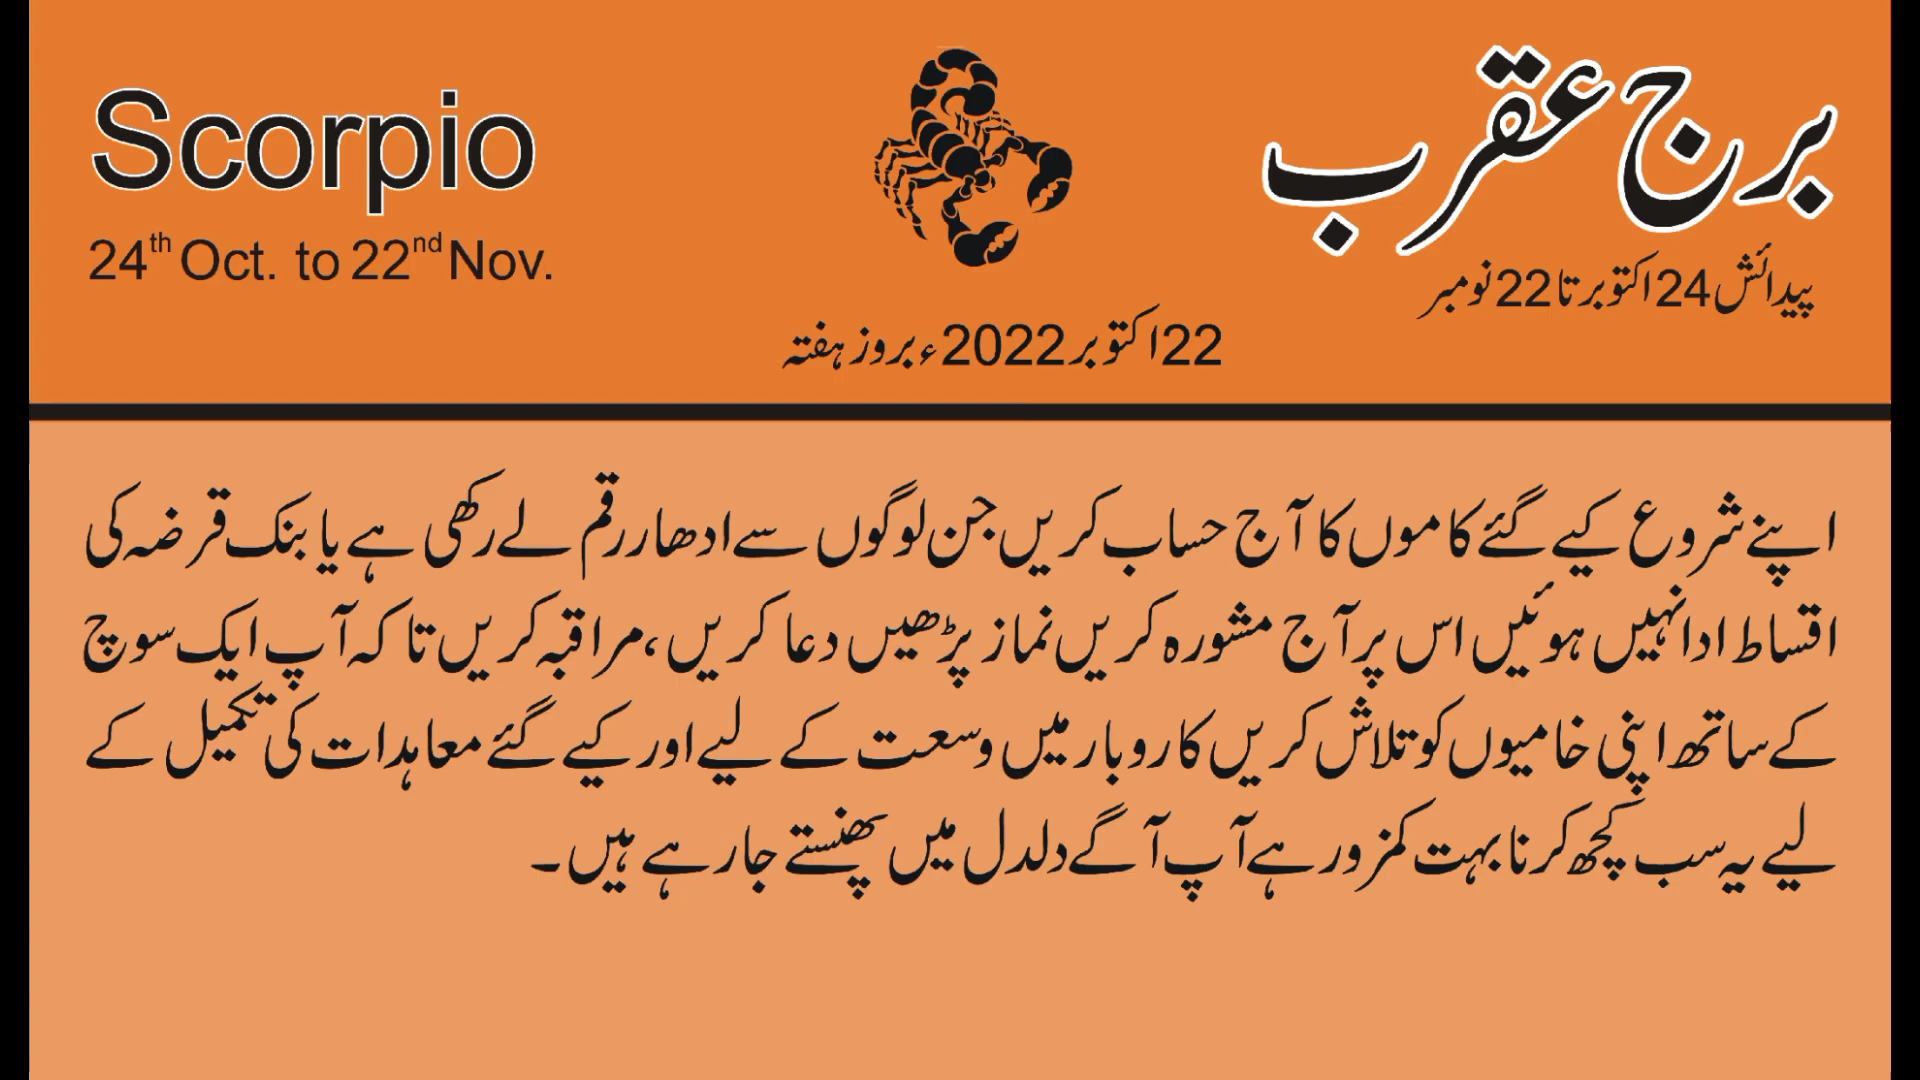 Scorpio
برج عقرب
24th Oct. to 22nd Nov.
پیدائش 24 اکتوبر تا 22 نومبر
22 اکتوبر 2022ء بروز ہفتہ
اپنے شروع کیے گئے کاموں کا آج حساب کریں جن لوگوں سے ادھار رقم لے رکھی ہے یا بنک قرضہ کی
اقساط ادا نہیں ہوئیں اس پر آج مشورہ کریں نماز پڑھیں دعا کریں، مراقبہ کریں تاکہ آپ ایک سوچ
کے ساتھ اپنی خامیوں کو تلاش کریں کاروبار میں وسعت کے لیے اور کیے گئے معاہدات کی تکمیل کے
لیے یہ سب کچھ کرنا بہت کمزور ہے آپ آگے دلدل میں پھنستے جا رہے ہیں۔